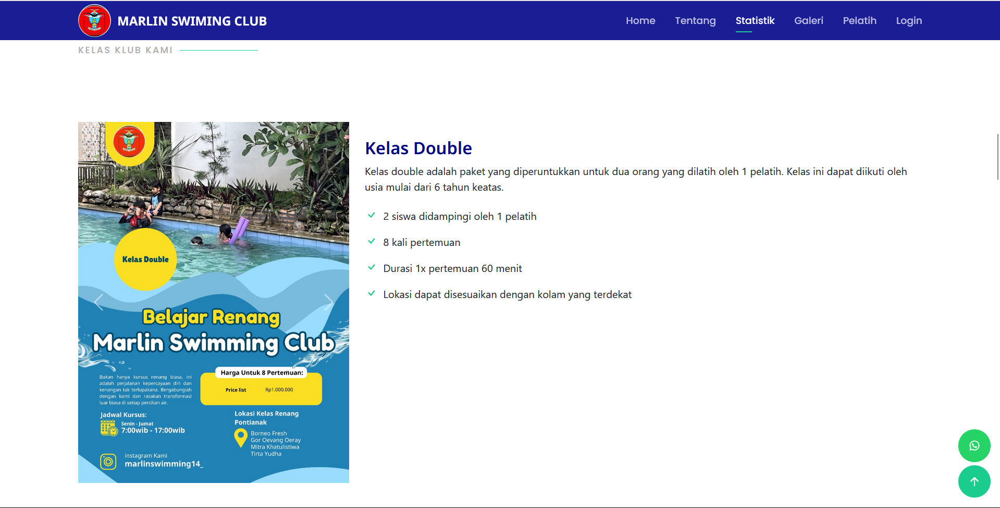 MARLIN SWIMING CLUB
Home
Tentang
Statistik
Galeri
Pelatih
Login
KELAS KLUB KAMI
Kelas Double
Belajar Renang
Marlin Swimming Club
Bukan hanya kursus renang biasa, ini
adalah perjalanan kepercayaan diri dan
kenangan tak terlupakana. Bergabunglah
dengan kami dan rasakan transformasi
luar biasa di setiap percikan air.
Harga Untuk 8 Pertemuan:
Price list Rp1.000.000
Jadwal Kursus:
Senin - Jumat
7:00wib - 17:00wib
Lokasi Kelas Renang
Pontianak
Borneo Fresh
Gor Oevang Oeray
Mitra Khatulistiwa
Tirta Yudha
instagram Kami
marlinswimming14_
Kelas Double
Kelas double adalah paket yang diperuntukkan untuk dua orang yang dilatih oleh 1 pelatih. Kelas ini dapat diikuti oleh
usia mulai dari 6 tahun keatas.
2 siswa didampingi oleh 1 pelatih
8 kali pertemuan
Durasi 1x pertemuan 60 menit
Lokasi dapat disesuaikan dengan kolam yang terdekat